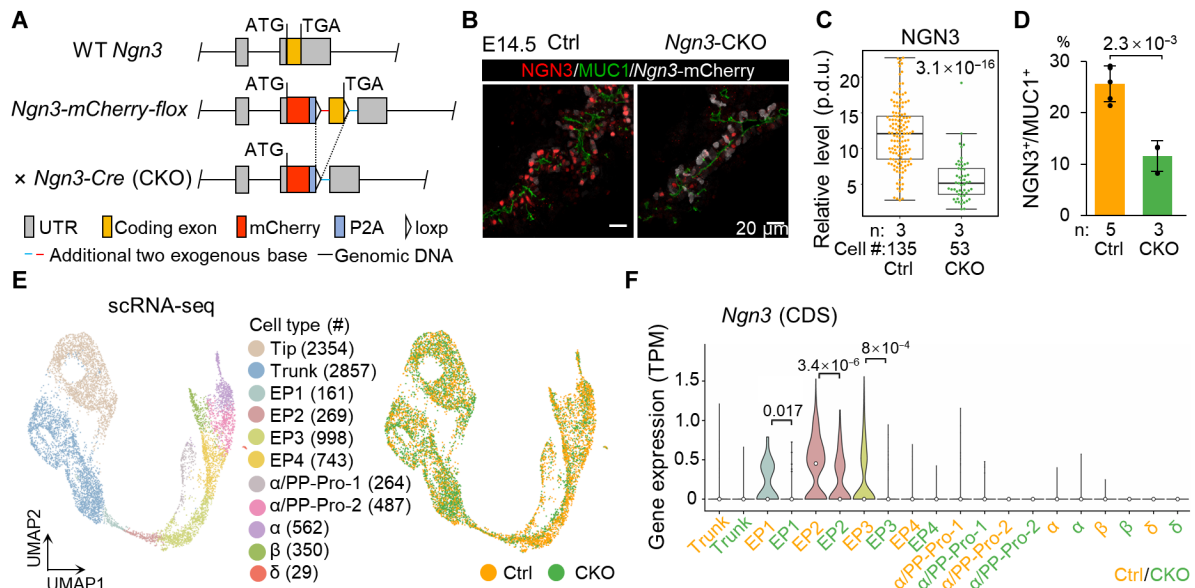 A
ATG TGA
WT Ngn3
ATG TGA
Ngn3-mCherry-flox
ATG
× Ngn3-Cre (CKO)
UTR Coding exon mCherry P2A loxp
Additional two exogenous base Genomic DNA
B
E14.5 Ctrl Ngn3-CKO
NGN3/MUC1/Ngn3-mCherry
20 μm
C
NGN3
3.1×10⁻¹⁶
Relative level (p.d.u.)
20
15
10
5
n: 3 3
Cell #:135 53
Ctrl CKO
D
%
2.3×10⁻³
NGN3⁺/MUC1⁺
30
20
10
0
n: 5 3
Ctrl CKO
E
scRNA-seq
Cell type (#)
Tip (2354)
Trunk (2857)
EP1 (161)
EP2 (269)
EP3 (998)
EP4 (743)
α/PP-Pro-1 (264)
α/PP-Pro-2 (487)
α (562)
β (350)
δ (29)
UMAP2
UMAP1
Ctrl CKO
F
Ngn3 (CDS)
Gene expression (TPM)
1.5
1.0
0.5
0
0.017
3.4×10⁻⁶
8×10⁻⁴
Trunk
Trunk
EP1
EP1
EP2
EP2
EP3
EP3
EP4
EP4
α/PP-Pro-1
α/PP-Pro-1
α/PP-Pro-2
α/PP-Pro-2
α
α
β
β
δ
δ
Ctrl/CKO